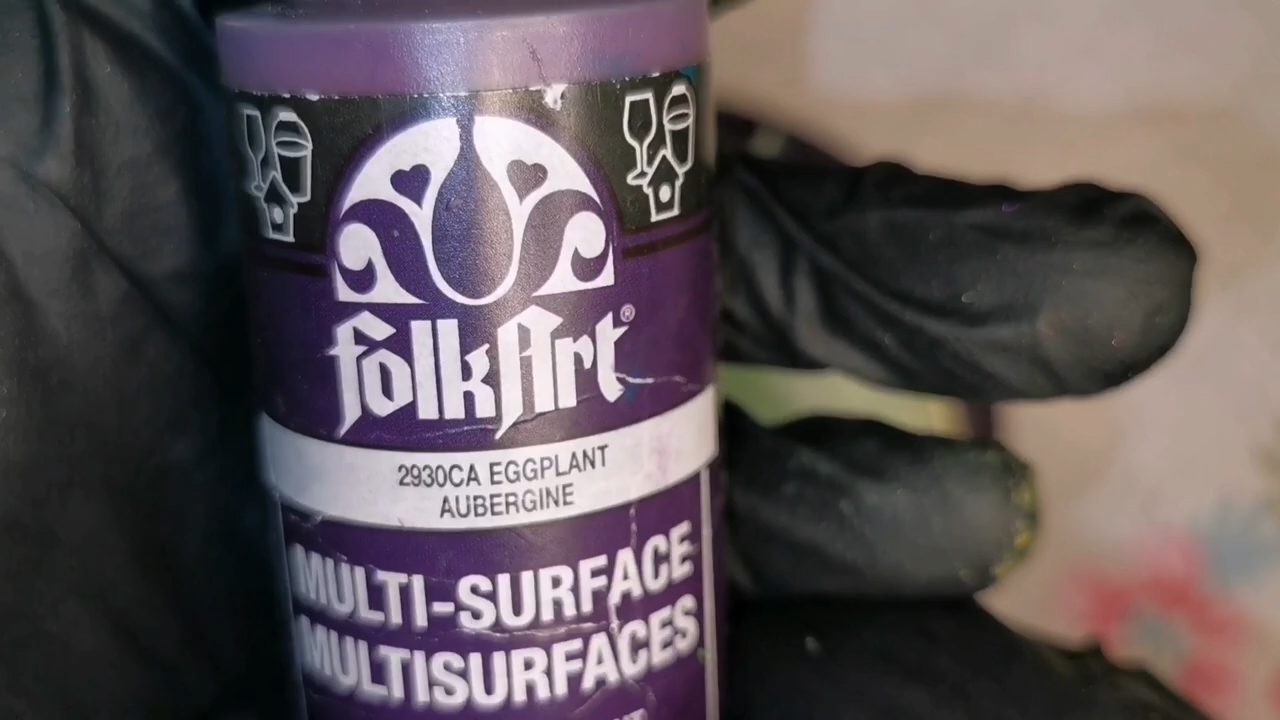 folkArt®
2930CA EGGPLANT
AUBERGINE
MULTI-SURFACE
MULTISURFACES